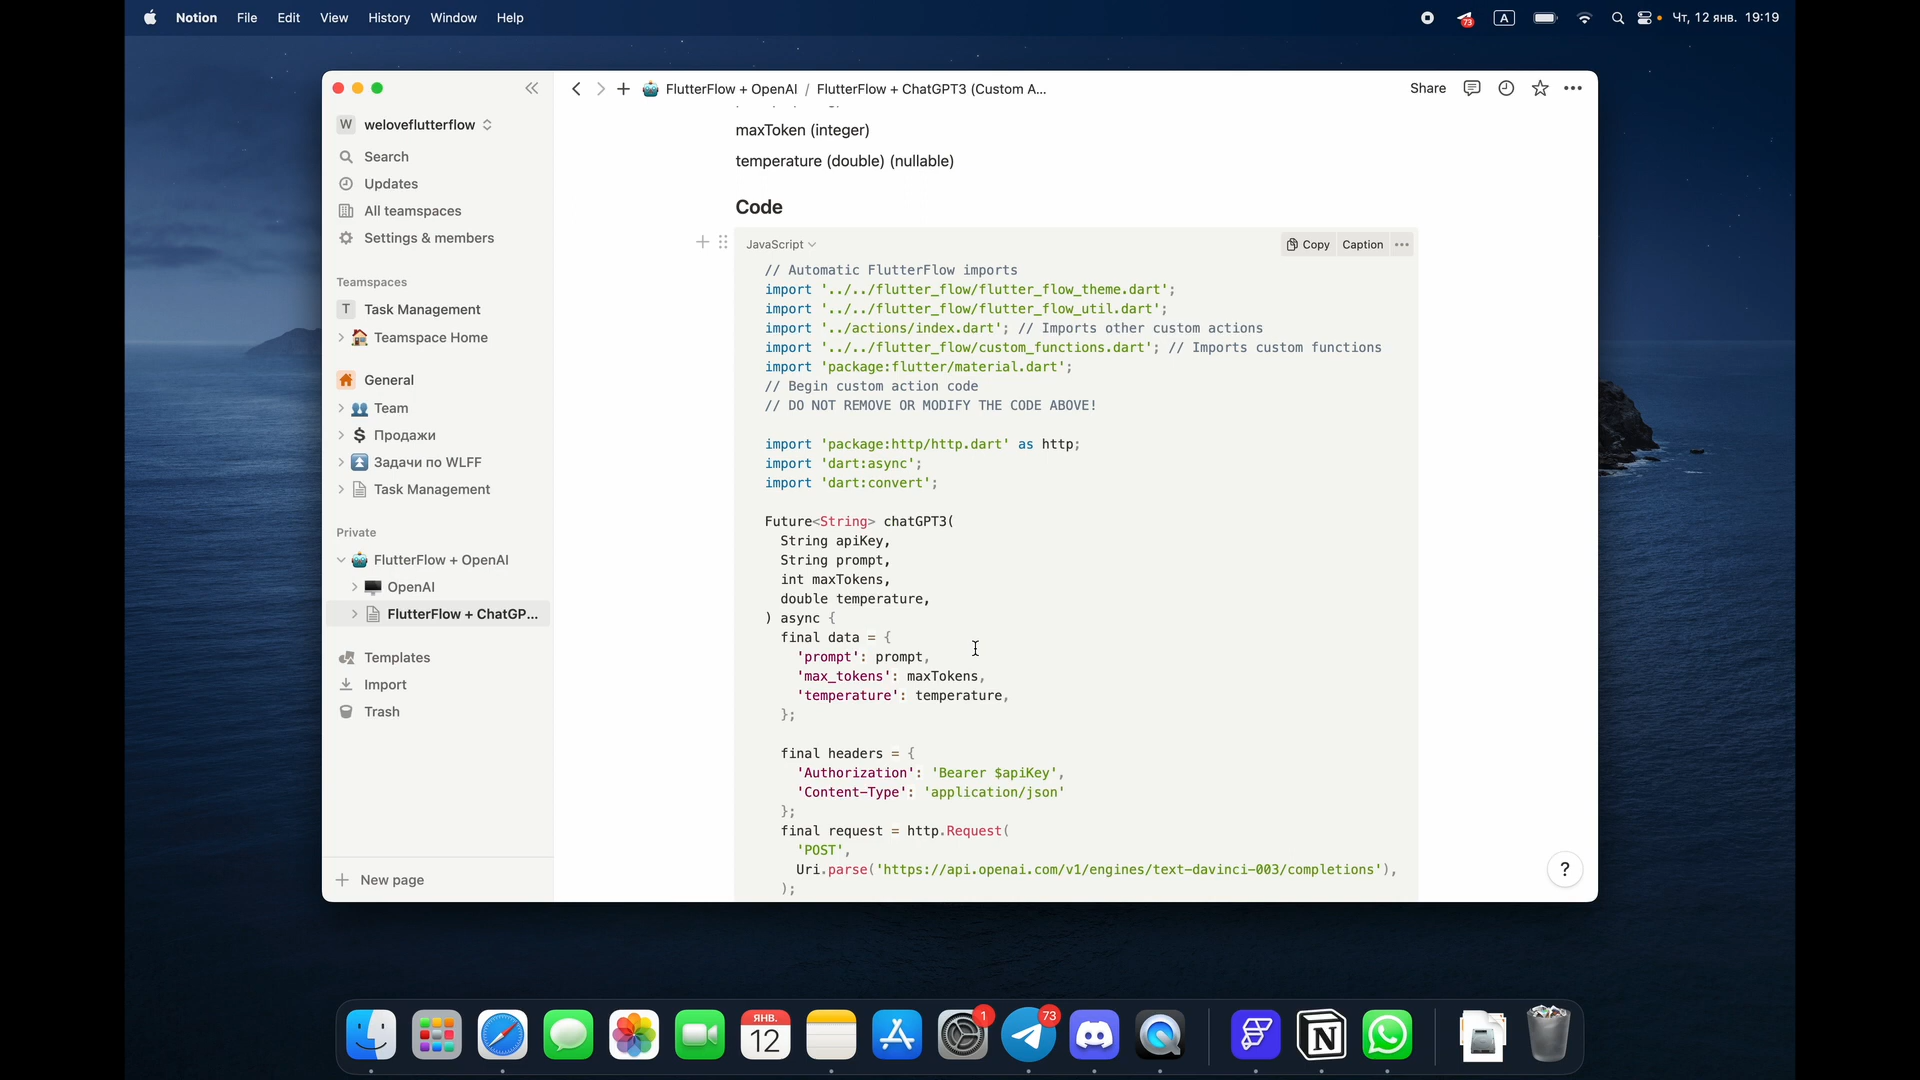 Notion File Edit View History Window Help
73 A Чт, 12 янв. 19:19
FlutterFlow + OpenAI / FlutterFlow + ChatGPT3 (Custom A...
Share
W weloveflutterflow
Search
Updates
All teamspaces
Settings & members
Teamspaces
T Task Management
Teamspace Home
General
Team
$ Продажи
Задачи по WLFF
Task Management
Private
FlutterFlow + OpenAI
OpenAI
FlutterFlow + ChatGP...
Templates
Import
Trash
New page
maxToken (integer)
temperature (double) (nullable)
Code
JavaScript
Copy Caption
// Automatic FlutterFlow imports
import '../../flutter_flow/flutter_flow_theme.dart';
import '../../flutter_flow/flutter_flow_util.dart';
import '../actions/index.dart'; // Imports other custom actions
import '../../flutter_flow/custom_functions.dart'; // Imports custom functions
import 'package:flutter/material.dart';
// Begin custom action code
// DO NOT REMOVE OR MODIFY THE CODE ABOVE!
import 'package:http/http.dart' as http;
import 'dart:async';
import 'dart:convert';
Future<String> chatGPT3(
String apiKey,
String prompt,
int maxTokens,
double temperature,
) async {
final data = {
'prompt': prompt,
'max_tokens': maxTokens,
'temperature': temperature,
};
final headers = {
'Authorization': 'Bearer $apiKey',
'Content-Type': 'application/json'
};
final request = http.Request(
'POST',
Uri.parse('https://api.openai.com/v1/engines/text-davinci-003/completions'),
);
?
ЯНВ.
12
1
73